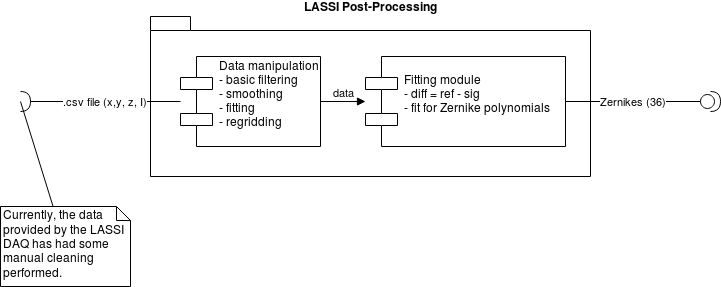 LASSI Post-Processing
Data manipulation
- basic filtering
- smoothing
- fitting
- regridding
Fitting module
- diff = ref - sig
- fit for Zernike polynomials
.csv file (x,y, z, I)
data
Zernikes (36)
Currently, the data
provided by the LASSI
DAQ has had some
manual cleaning
performed.